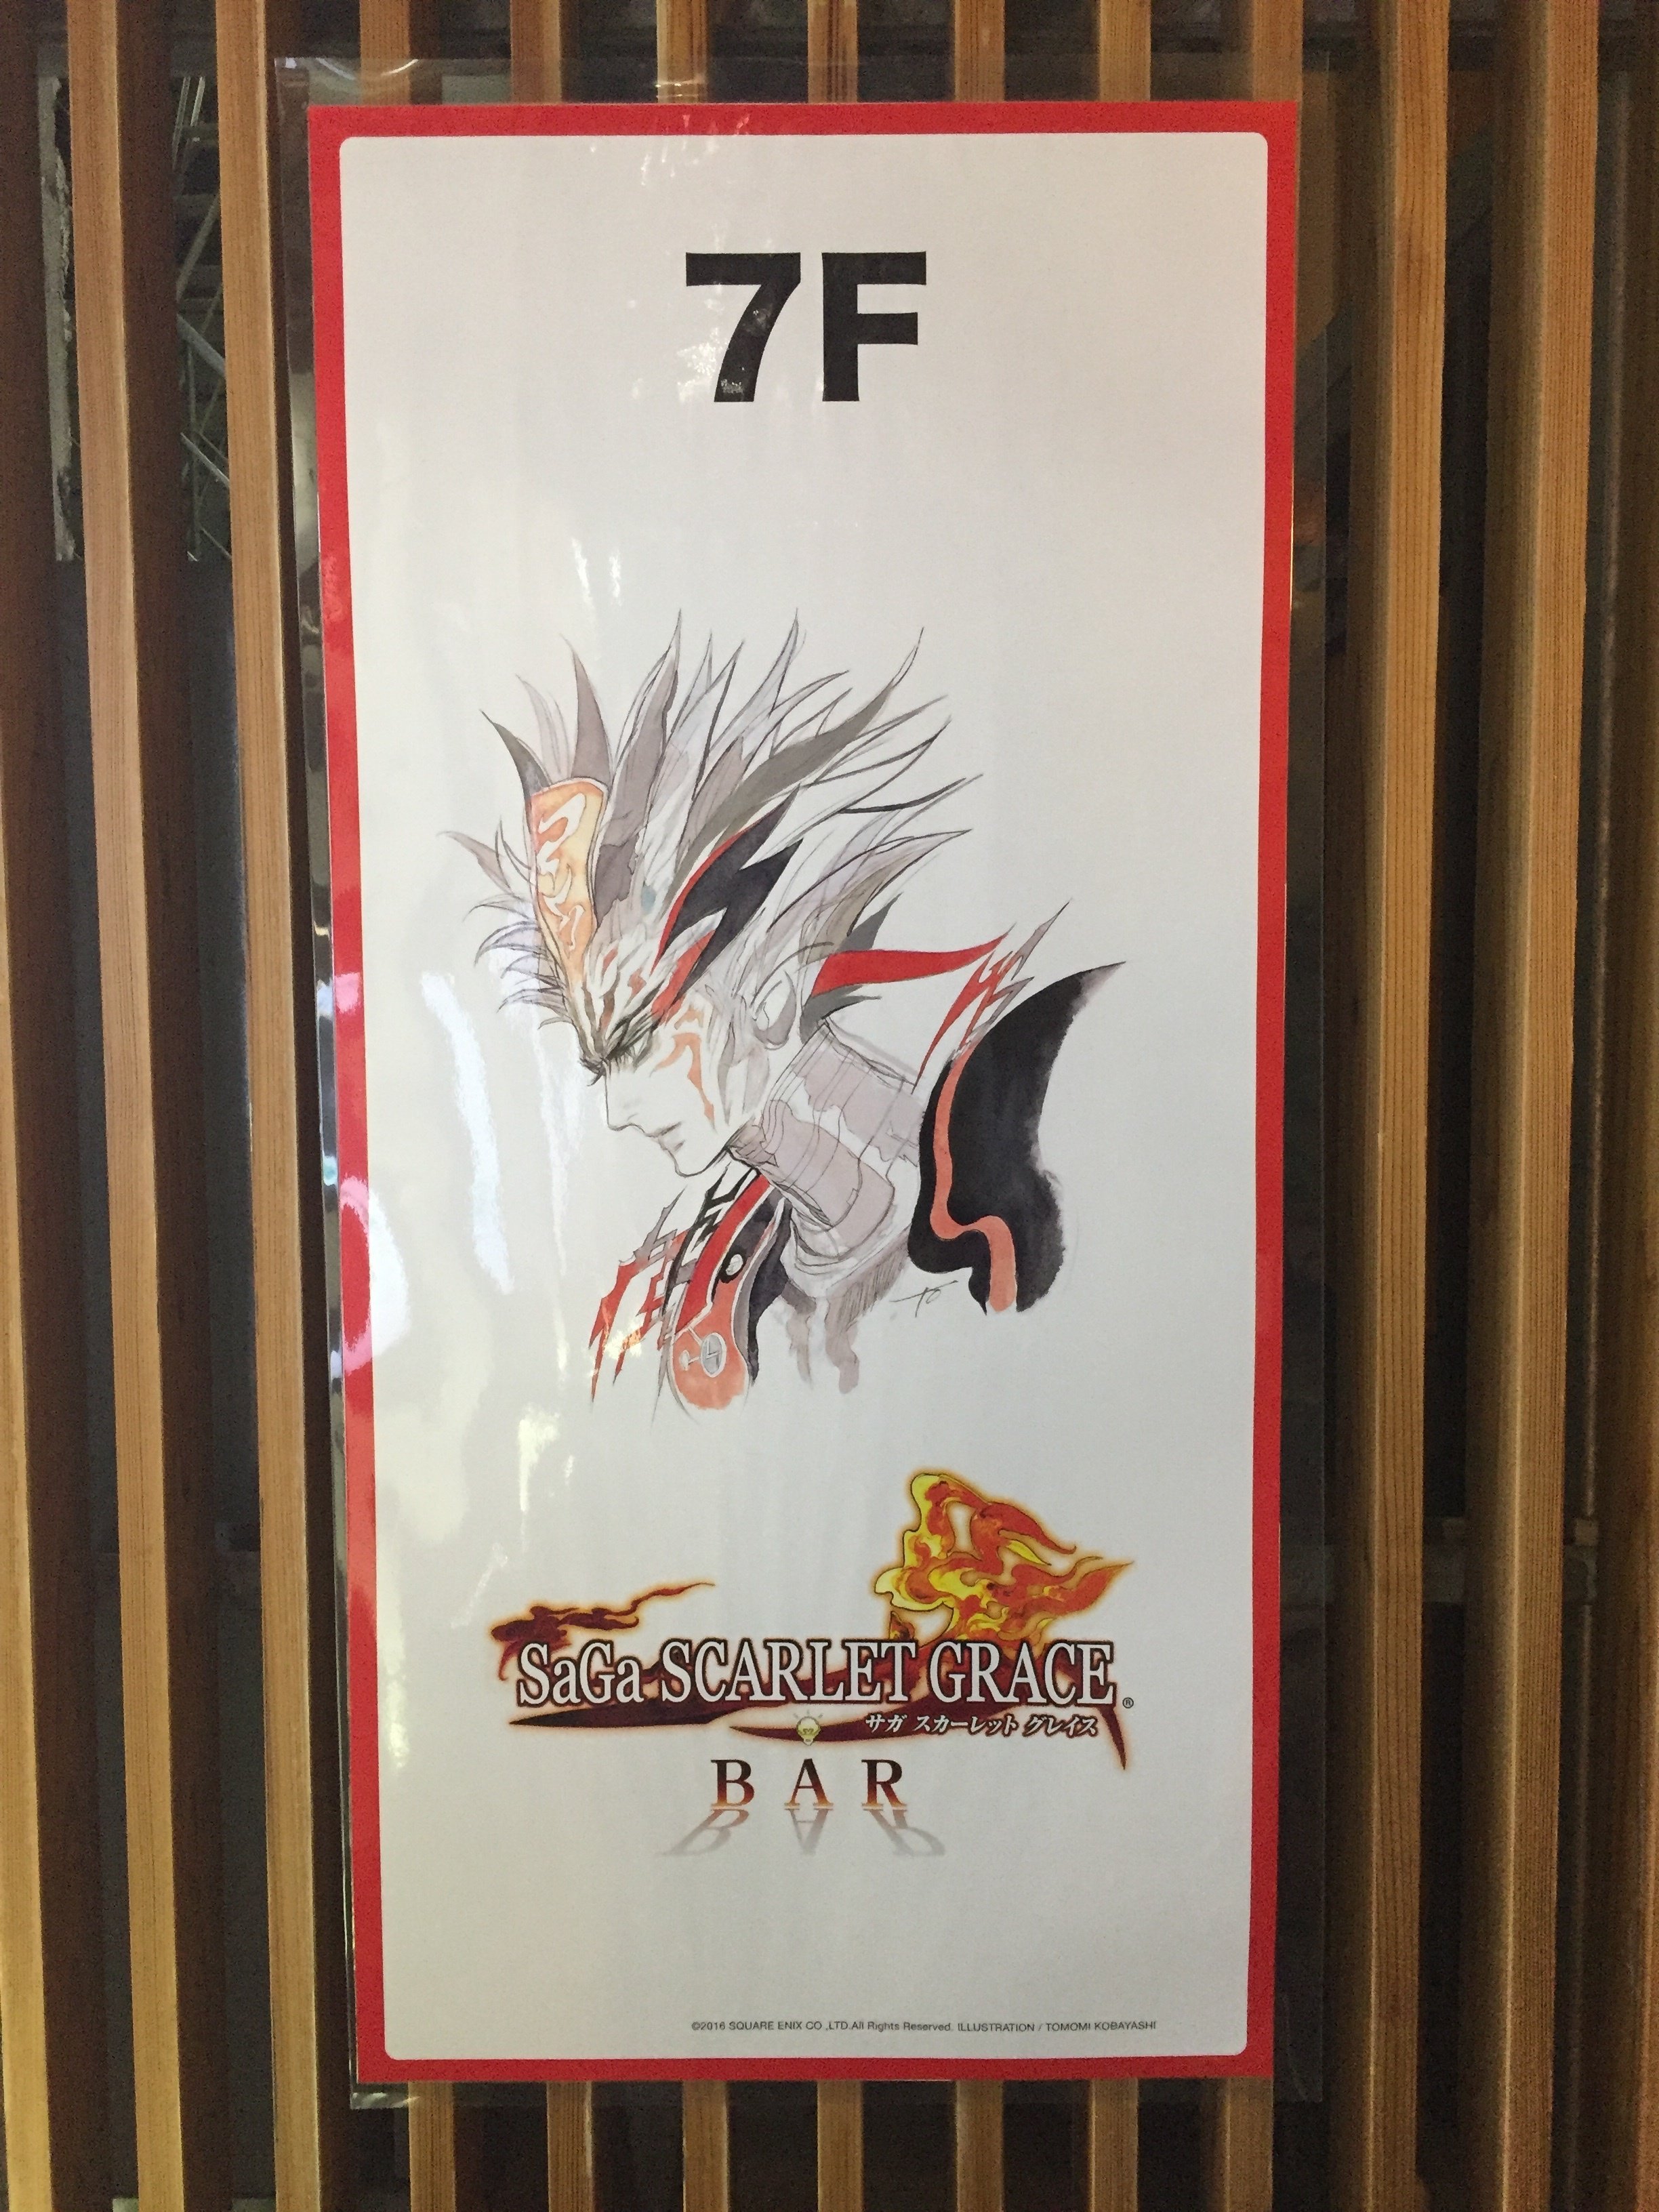 7F
SaGa SCARLET GRACE®
サガ スカーレット グレイス
BAR
©2016 SQUARE ENIX CO.,LTD.All Rights Reserved. ILLUSTRATION / TOMOMI KOBAYASHI